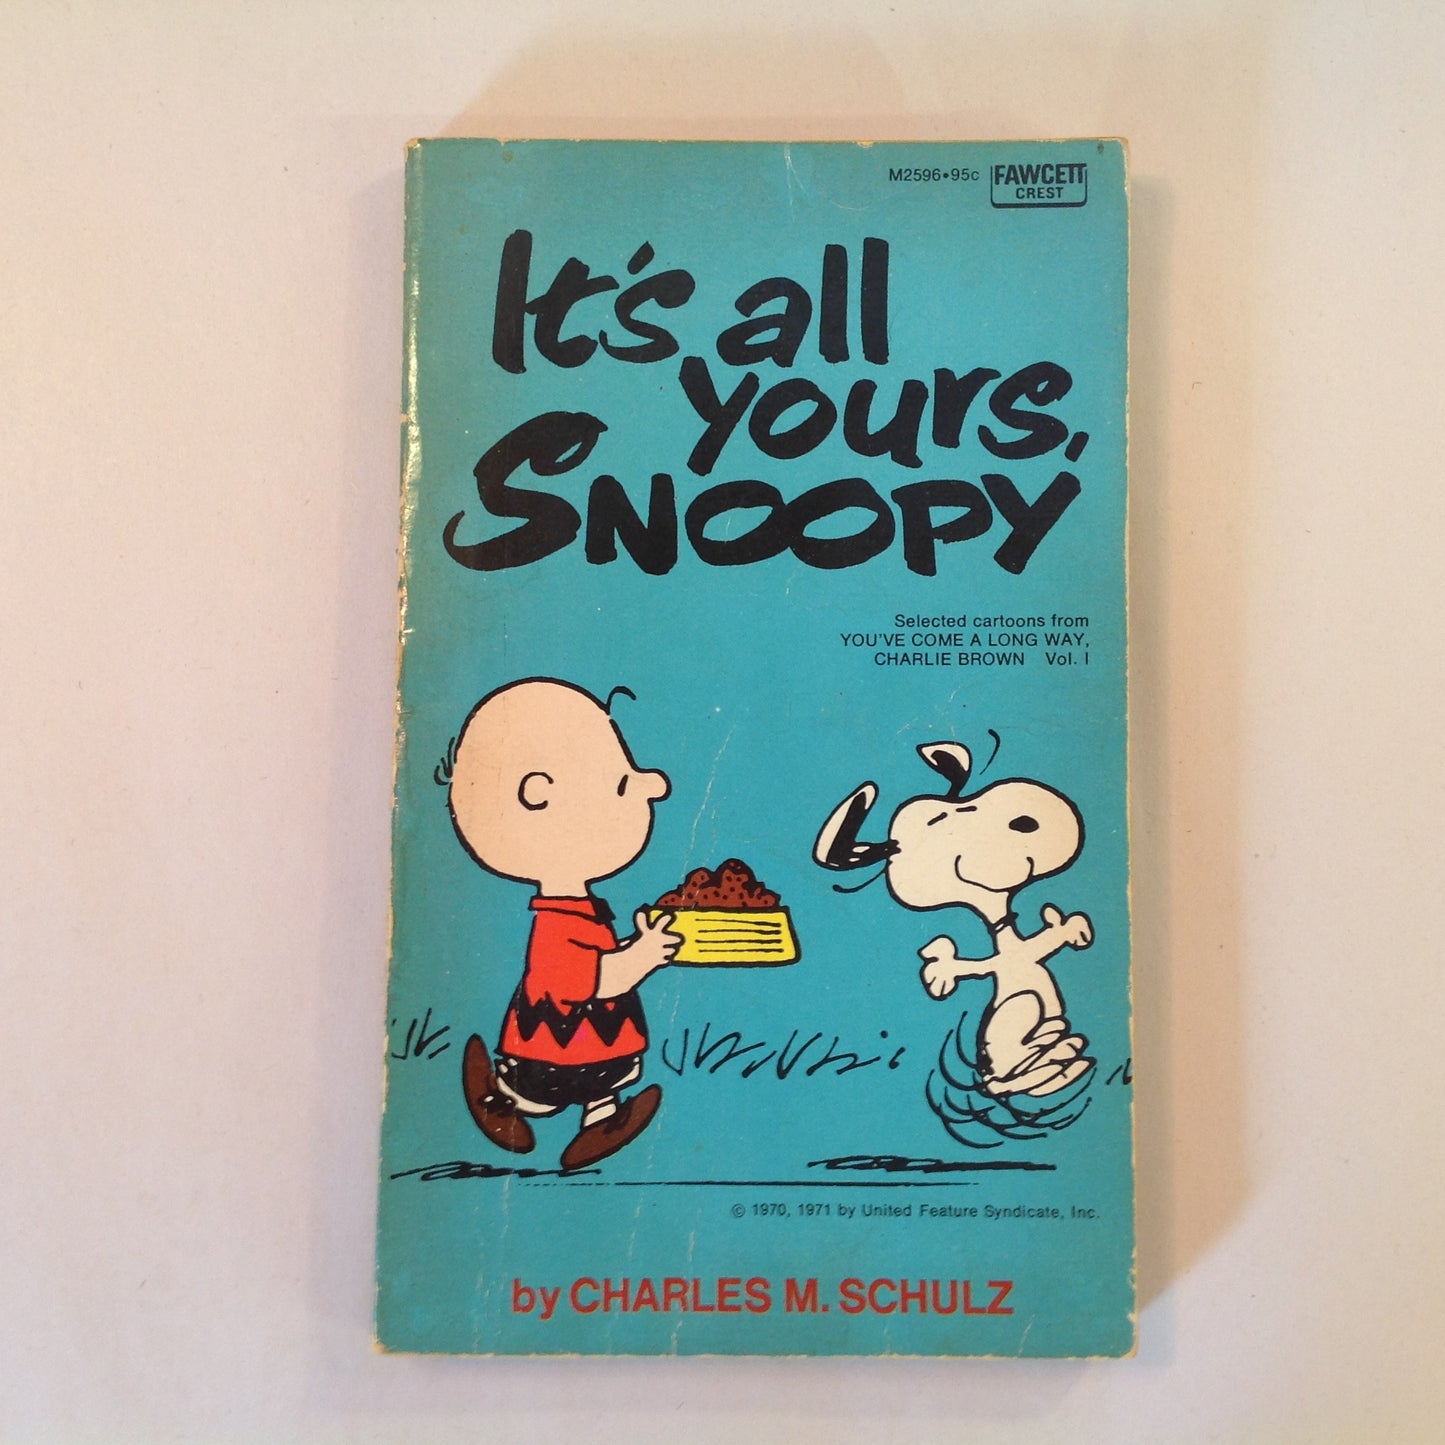 M2596•95c FAWCETT
CREST
It's all
yours,
SNOOPY
Selected cartoons from
YOU'VE COME A LONG WAY,
CHARLIE BROWN Vol. I
© 1970, 1971 by United Feature Syndicate, Inc.
by CHARLES M. SCHULZ